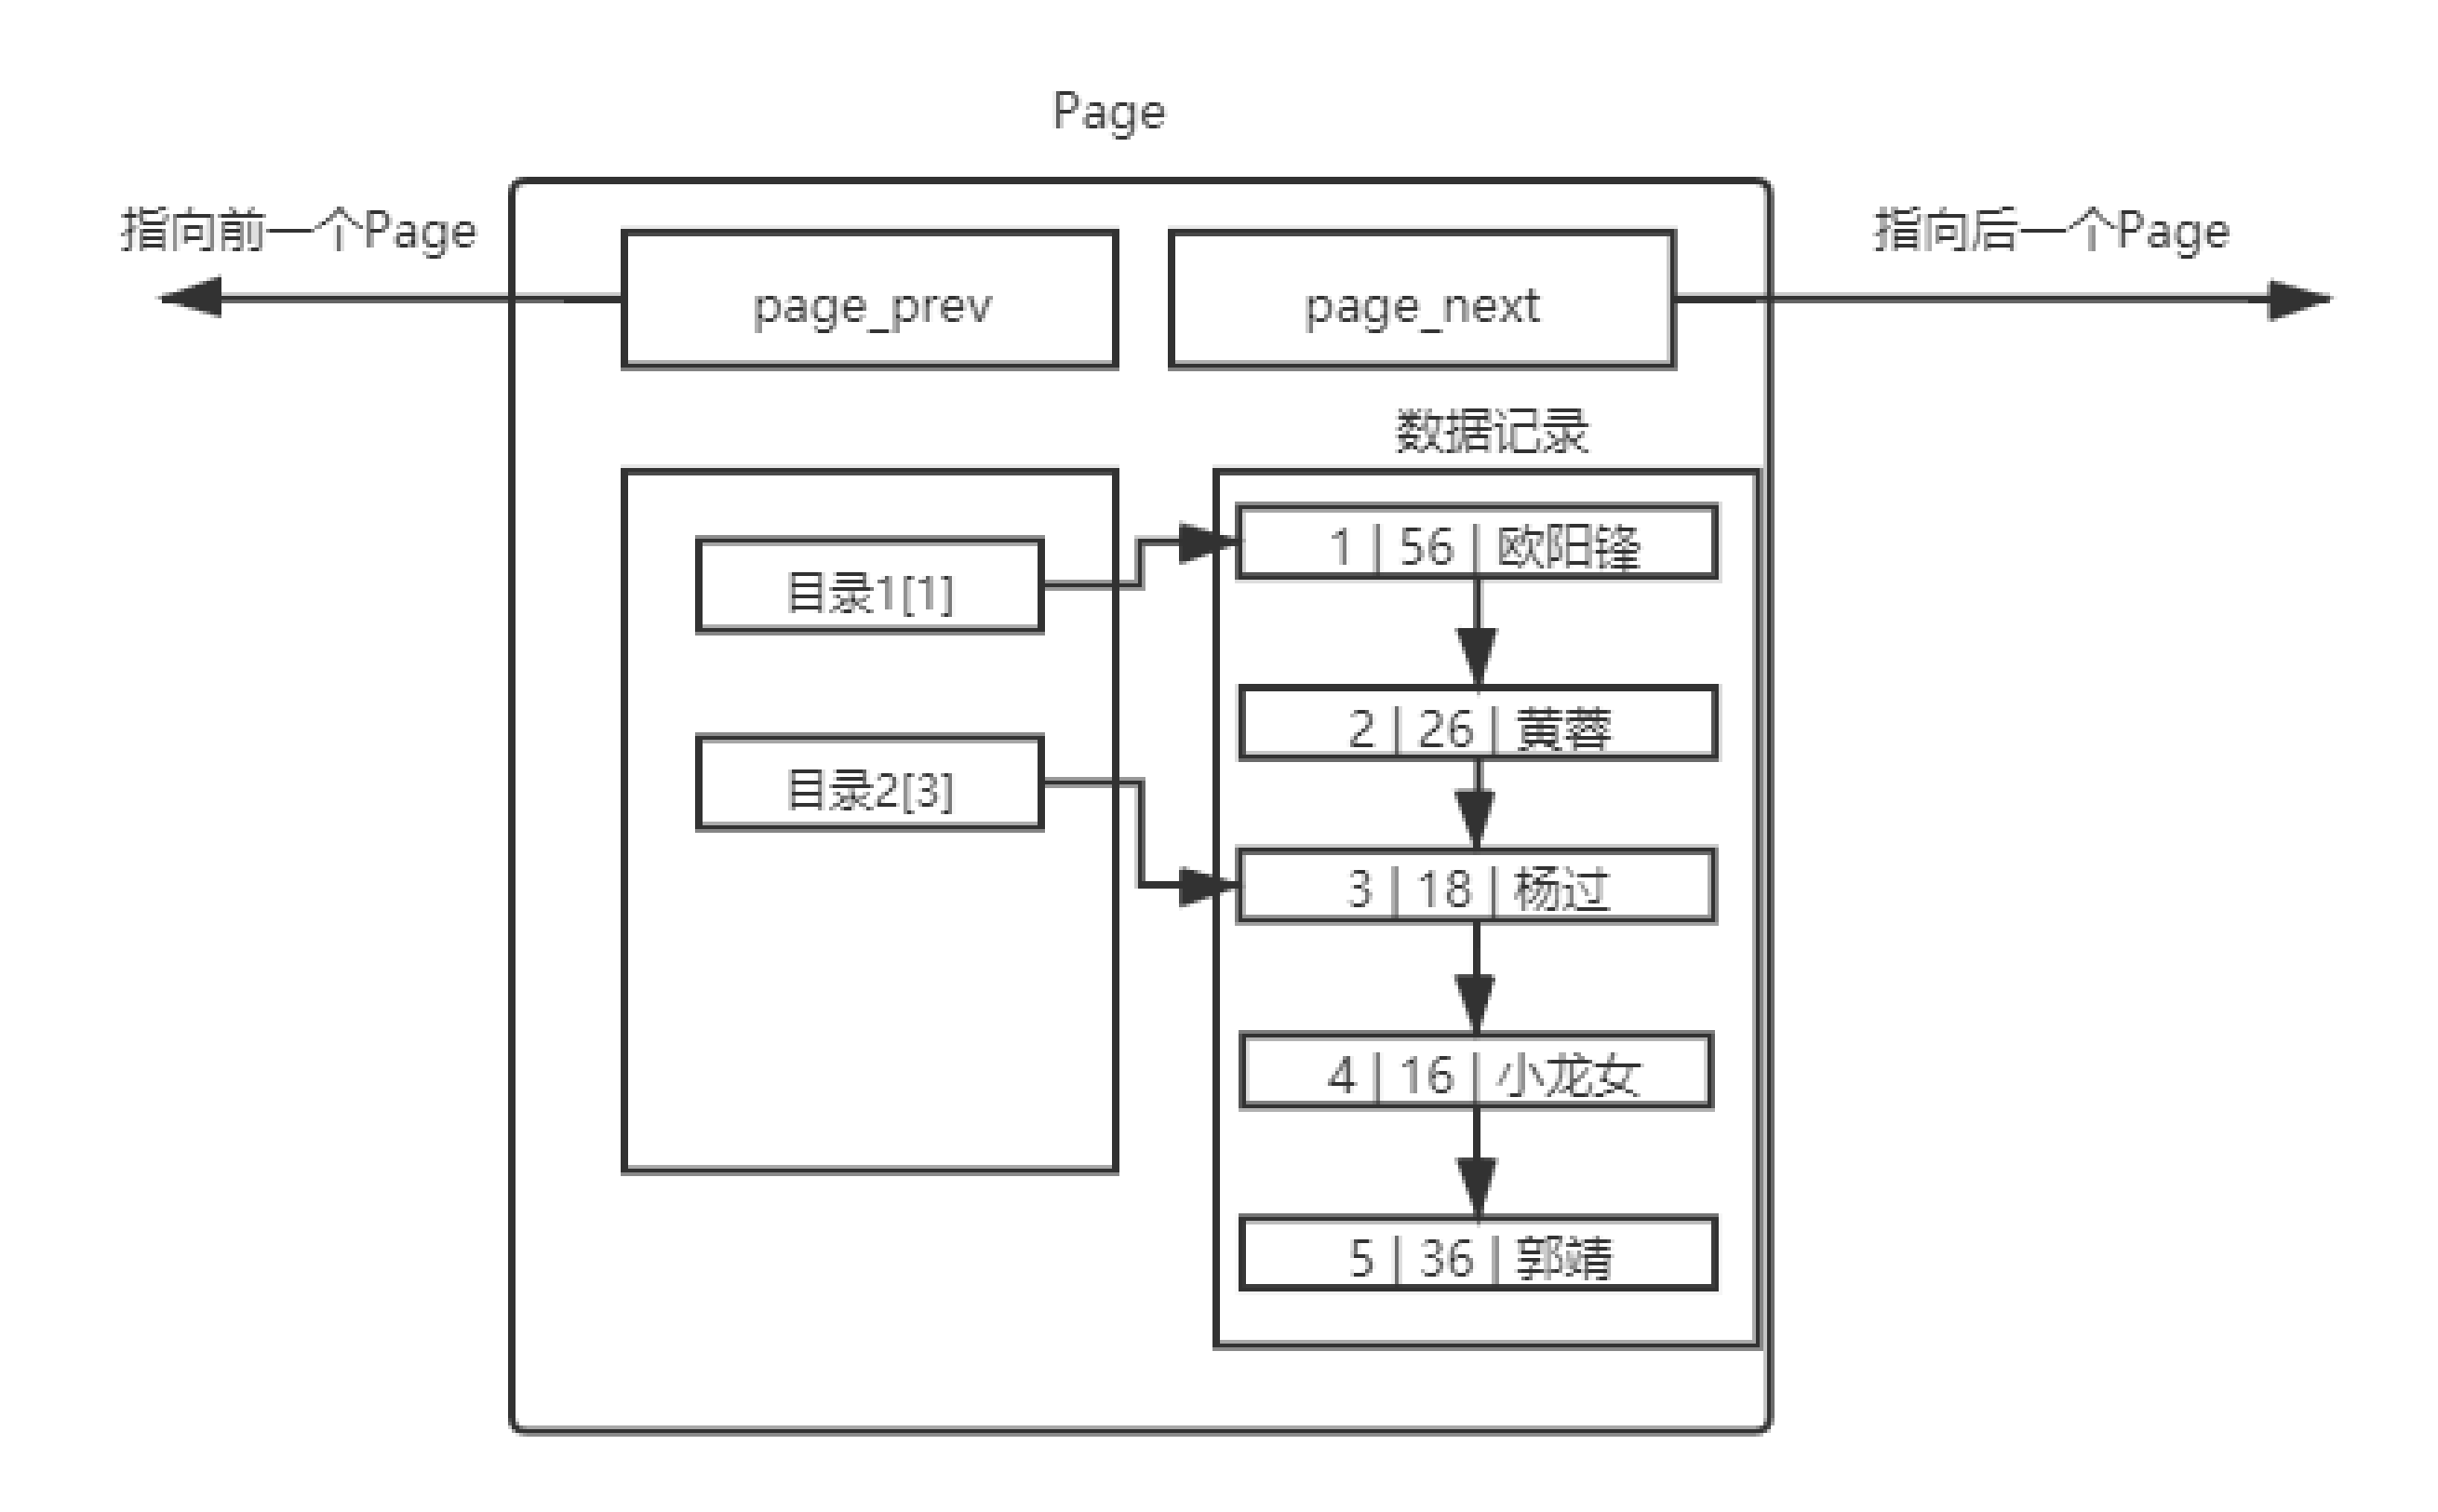 Page
指向前一个Page
指向后一个Page
page_prev
page_next
数据记录
目录1[1]
目录2[3]
1 | 56 | 欧阳锋
2 | 26 | 黄蓉
3 | 18 | 杨过
4 | 16 | 小龙女
5 | 36 | 郭靖